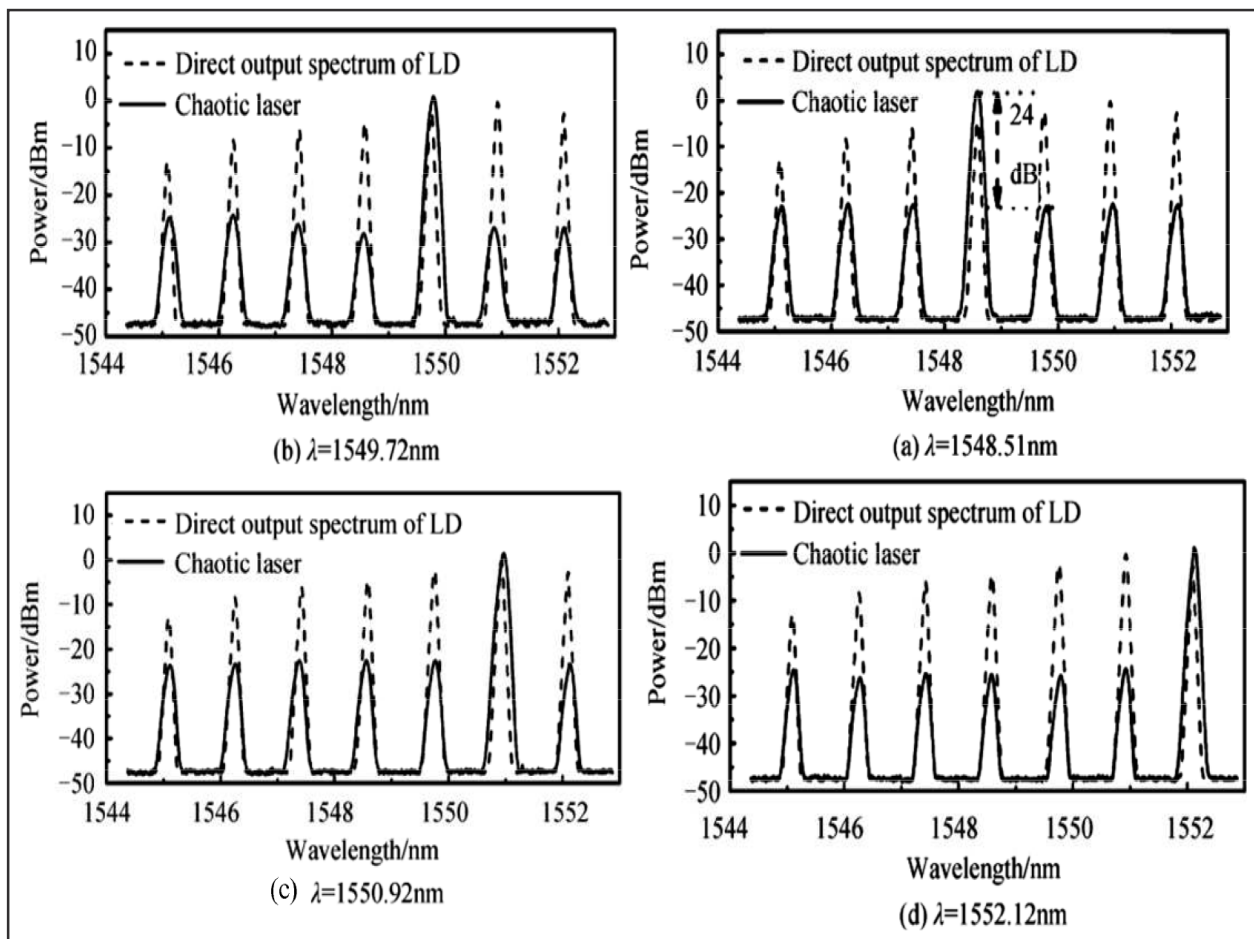 10
0
−10
−20
−30
−40
−50
Power/dBm
Direct output spectrum of LD
Chaotic laser
1544 1546 1548 1550 1552
Wavelength/nm
(b) λ=1549.72nm
10
0
−10
−20
−30
−40
−50
Power/dBm
Direct output spectrum of LD
Chaotic laser
24
dB
1544 1546 1548 1550 1552
Wavelength/nm
(a) λ=1548.51nm
10
0
−10
−20
−30
−40
−50
Power/dBm
Direct output spectrum of LD
Chaotic laser
1544 1546 1548 1550 1552
Wavelength/nm
(c) λ=1550.92nm
10
0
−10
−20
−30
−40
−50
Power/dBm
Direct output spectrum of LD
Chaotic laser
1544 1546 1548 1550 1552
Wavelength/nm
(d) λ=1552.12nm